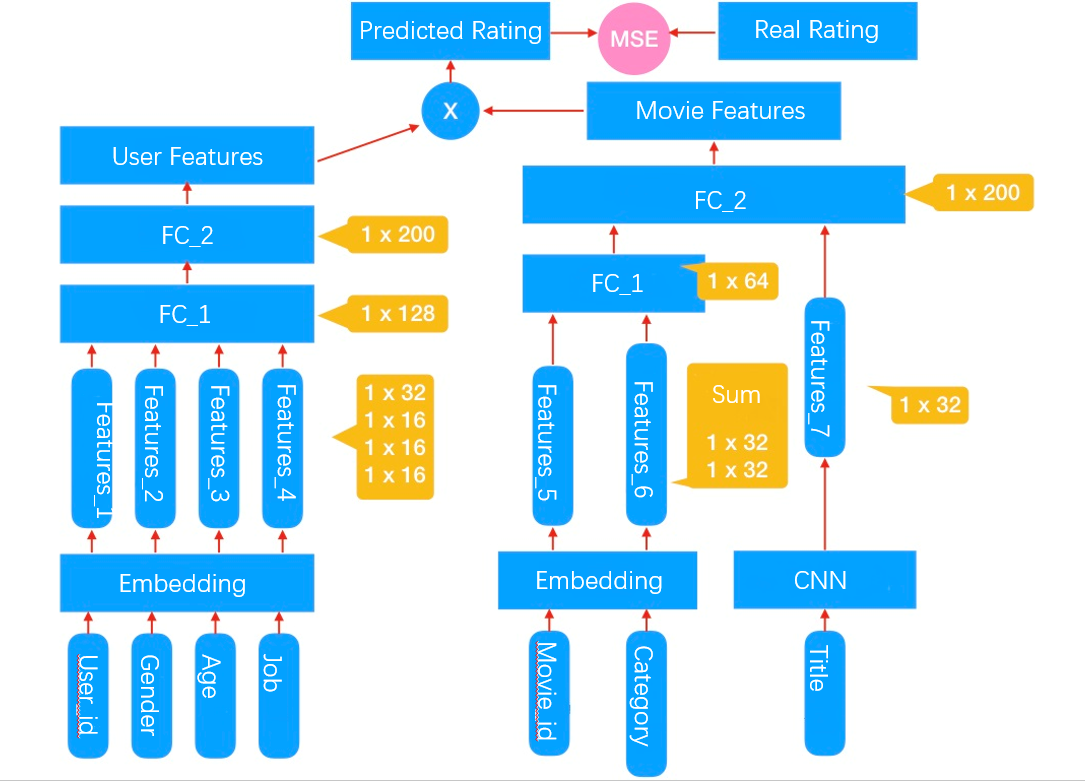 Predicted Rating
MSE
Real Rating
X
Movie Features
User Features
FC_2
1 x 200
FC_2
1 x 200
FC_1
1 x 64
FC_1
1 x 128
Features_1
Features_2
Features_3
Features_4
1 x 32
1 x 16
1 x 16
1 x 16
Features_5
Features_6
Sum
1 x 32
1 x 32
Features_7
1 x 32
Embedding
Embedding
CNN
User_id
Gender
Age
Job
Movie_id
Category
Title